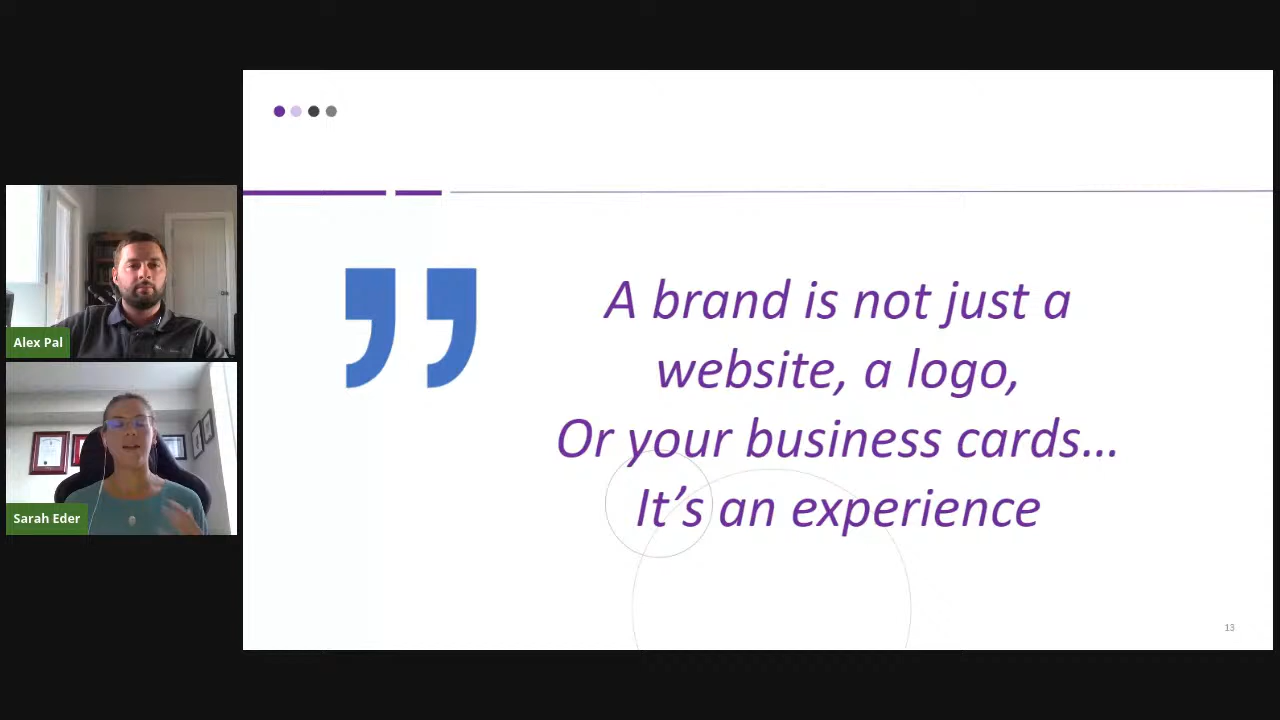 Alex Pal
Sarah Eder
A brand is not just a
website, a logo,
Or your business cards...
It’s an experience
13